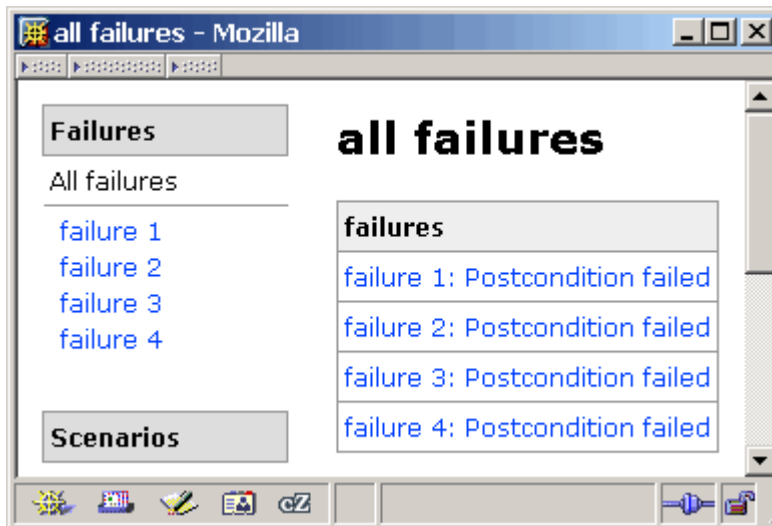 all failures - Mozilla
Failures
All failures
failure 1
failure 2
failure 3
failure 4
Scenarios
all failures
failures
failure 1: Postcondition failed
failure 2: Postcondition failed
failure 3: Postcondition failed
failure 4: Postcondition failed
cZ